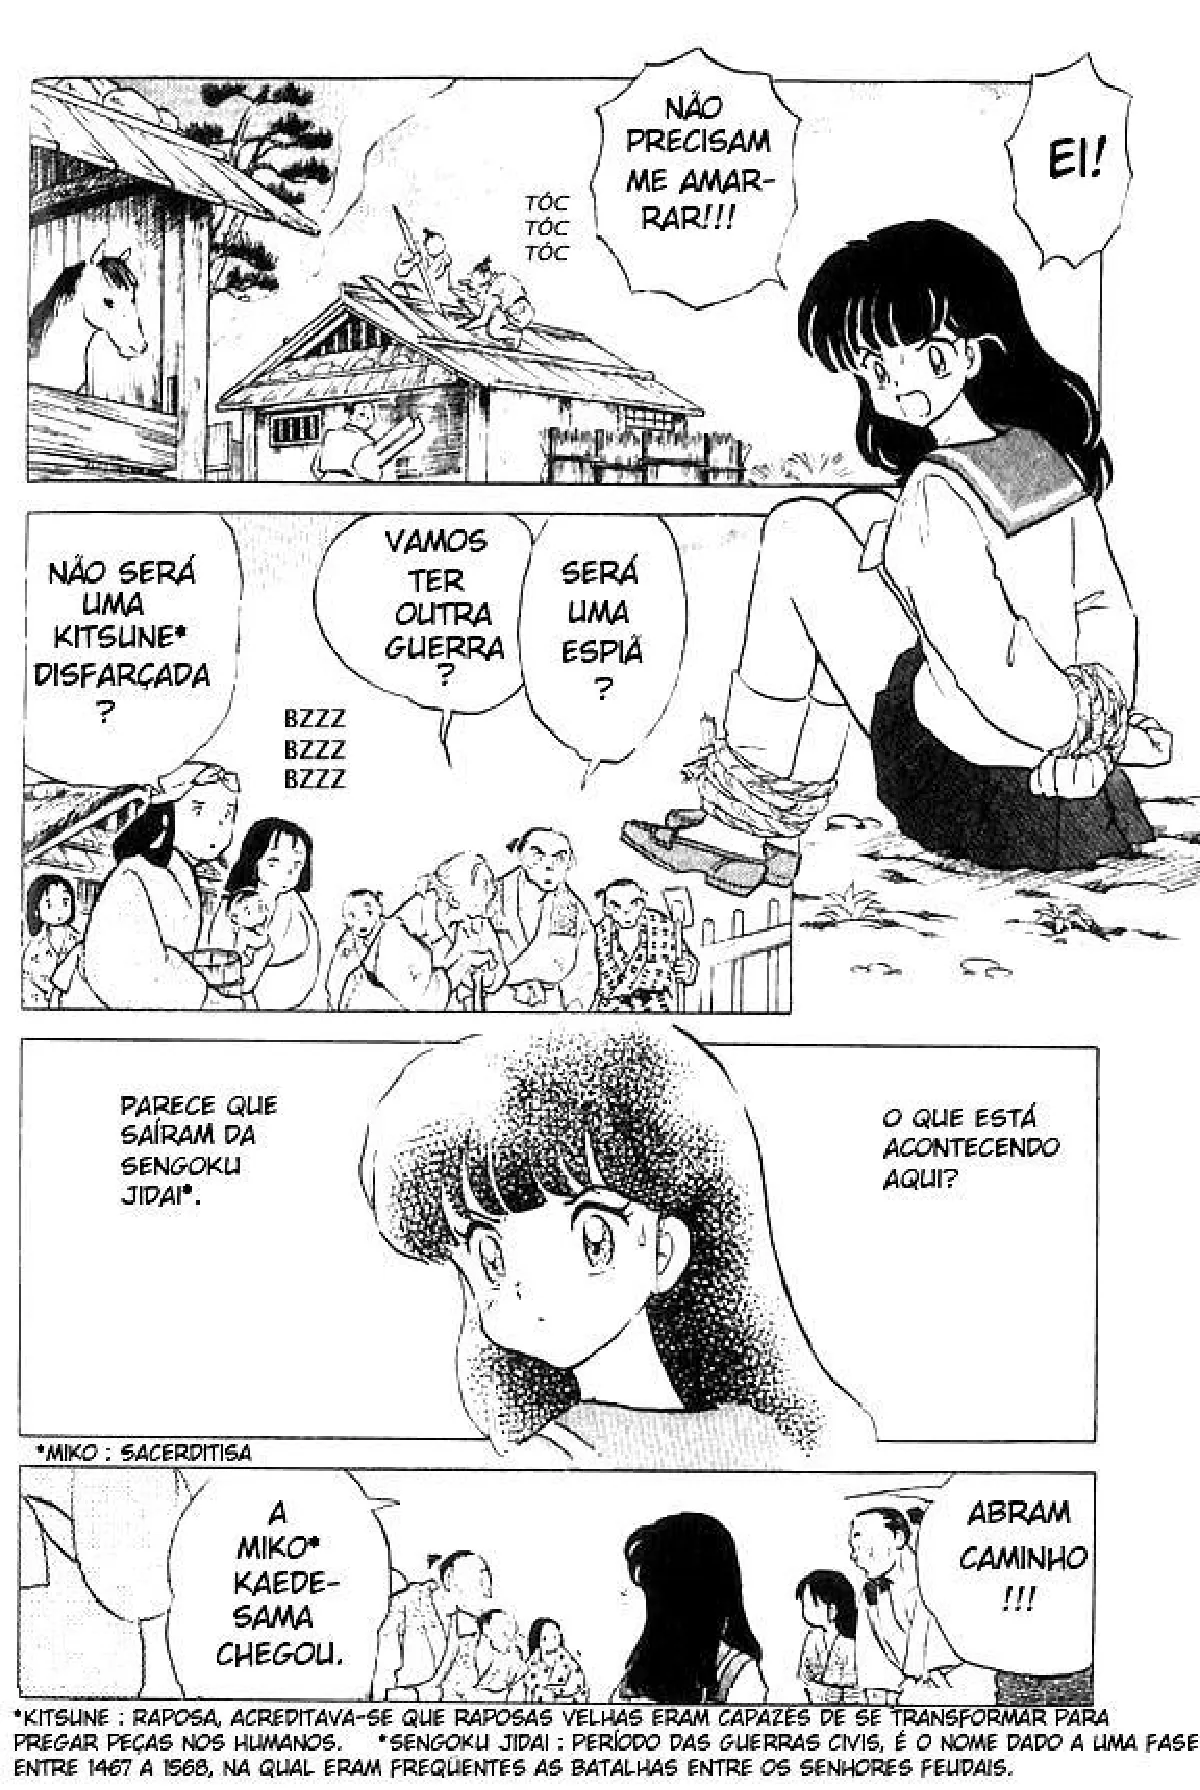 EI!
NÃO
PRECISAM
ME AMAR-
RAR!!!
TÓC
TÓC
TÓC
SERÁ
UMA
ESPIÃ
?
VAMOS
TER
OUTRA
GUERRA
?
NÃO SERÁ
UMA
KITSUNE*
DISFARÇADA
?
BZZZ
BZZZ
BZZZ
O QUE ESTÁ
ACONTECENDO
AQUI?
PARECE QUE
SAÍRAM DA
SENGOKU
JIDAI*.
*MIKO : SACERDITISA
ABRAM
CAMINHO
!!!
A
MIKO*
KAEDE-
SAMA
CHEGOU.
*KITSUNE : RAPOSA, ACREDITAVA-SE QUE RAPOSAS VELHAS ERAM CAPAZES DE SE TRANSFORMAR PARA
PREGAR PEÇAS NOS HUMANOS. *SENGOKU JIDAI : PERÍODO DAS GUERRAS CIVIS, É O NOME DADO A UMA FASE
ENTRE 1467 A 1568, NA QUAL ERAM FREQÜENTES AS BATALHAS ENTRE OS SENHORES FEUDAIS.